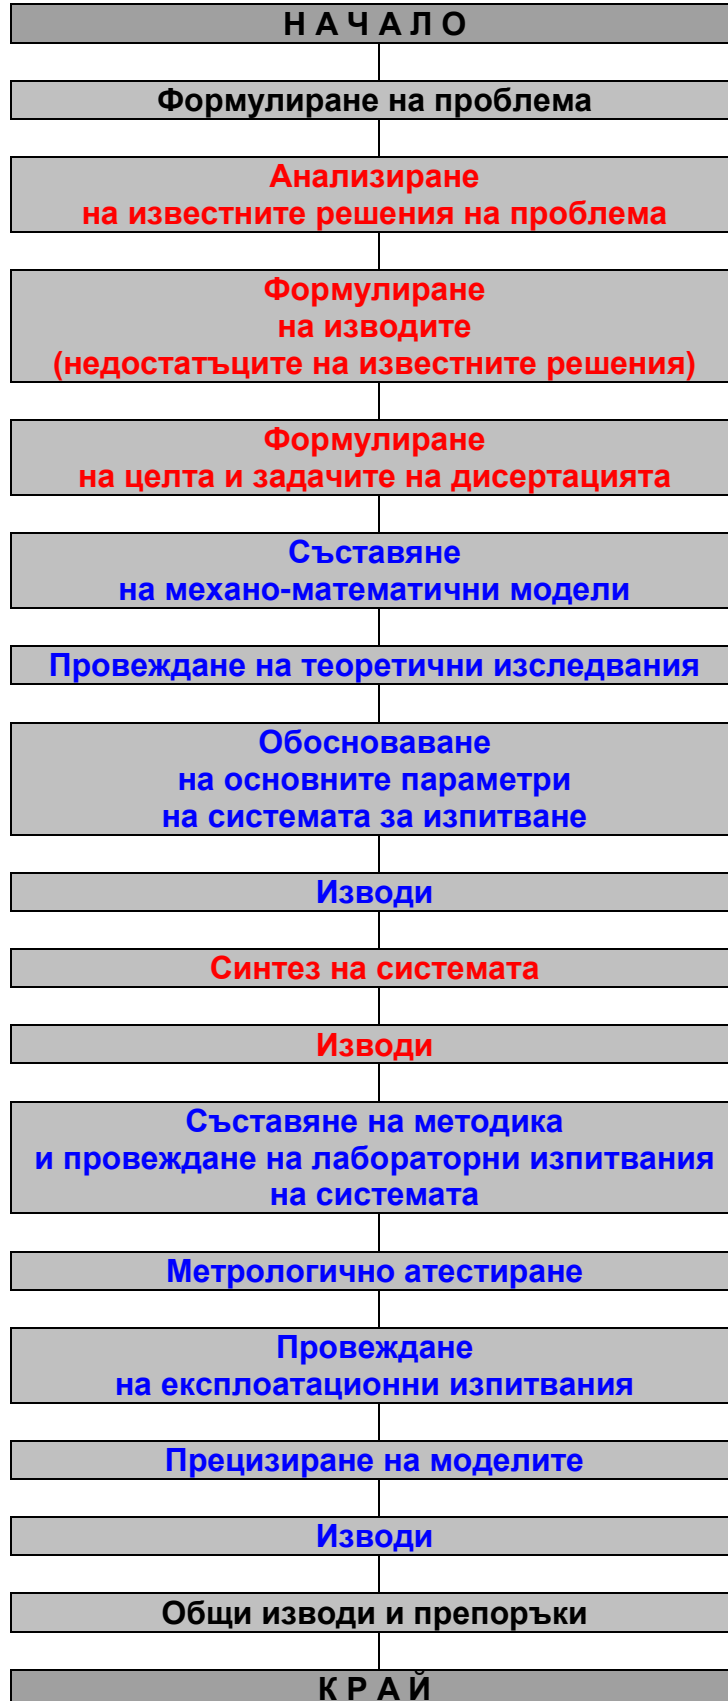 Н А Ч А Л О
Формулиране на проблема
Анализиране
на известните решения на проблема
Формулиране
на изводите
(недостатъците на известните решения)
Формулиране
на целта и задачите на дисертацията
Съставяне
на механо-математични модели
Провеждане на теоретични изследвания
Обосноваване
на основните параметри
на системата за изпитване
Изводи
Синтез на системата
Изводи
Съставяне на методика
и провеждане на лабораторни изпитвания
на системата
Метрологично атестиране
Провеждане
на експлоатационни изпитвания
Прецизиране на моделите
Изводи
Общи изводи и препоръки
К Р А Й